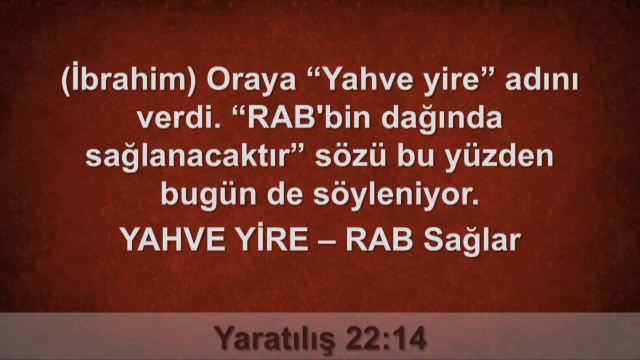 (İbrahim) Oraya “Yahve yire” adını
verdi. “RAB'bin dağında
sağlanacaktır” sözü bu yüzden
bugün de söyleniyor.
YAHVE YİRE – RAB Sağlar
Yaratılış 22:14